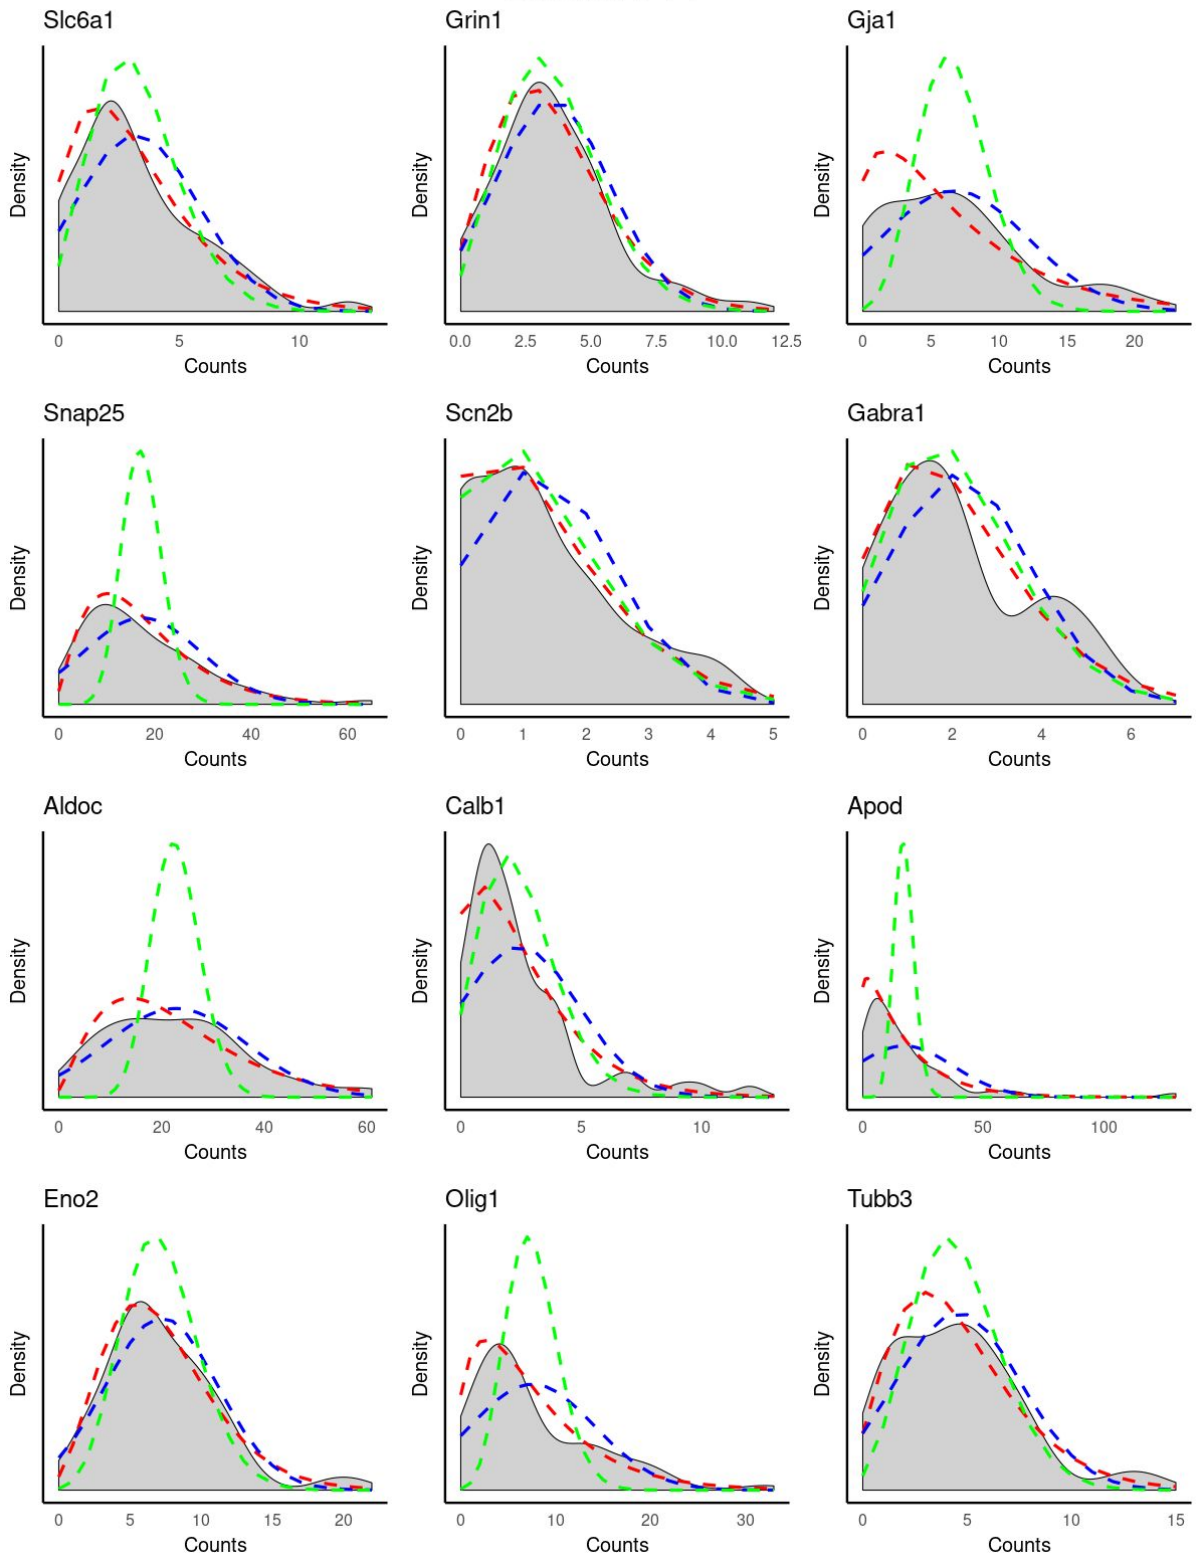 Slc6a1 Grin1 Gja1
Density Density Density
0 5 10 0.0 2.5 5.0 7.5 10.0 12.5 0 5 10 15 20
Counts Counts Counts
Snap25 Scn2b Gabra1
Density Density Density
0 20 40 60 0 1 2 3 4 5 0 2 4 6
Counts Counts Counts
Aldoc Calb1 Apod
Density Density Density
0 20 40 60 0 5 10 0 50 100
Counts Counts Counts
Eno2 Olig1 Tubb3
Density Density Density
0 5 10 15 20 0 10 20 30 0 5 10 15
Counts Counts Counts